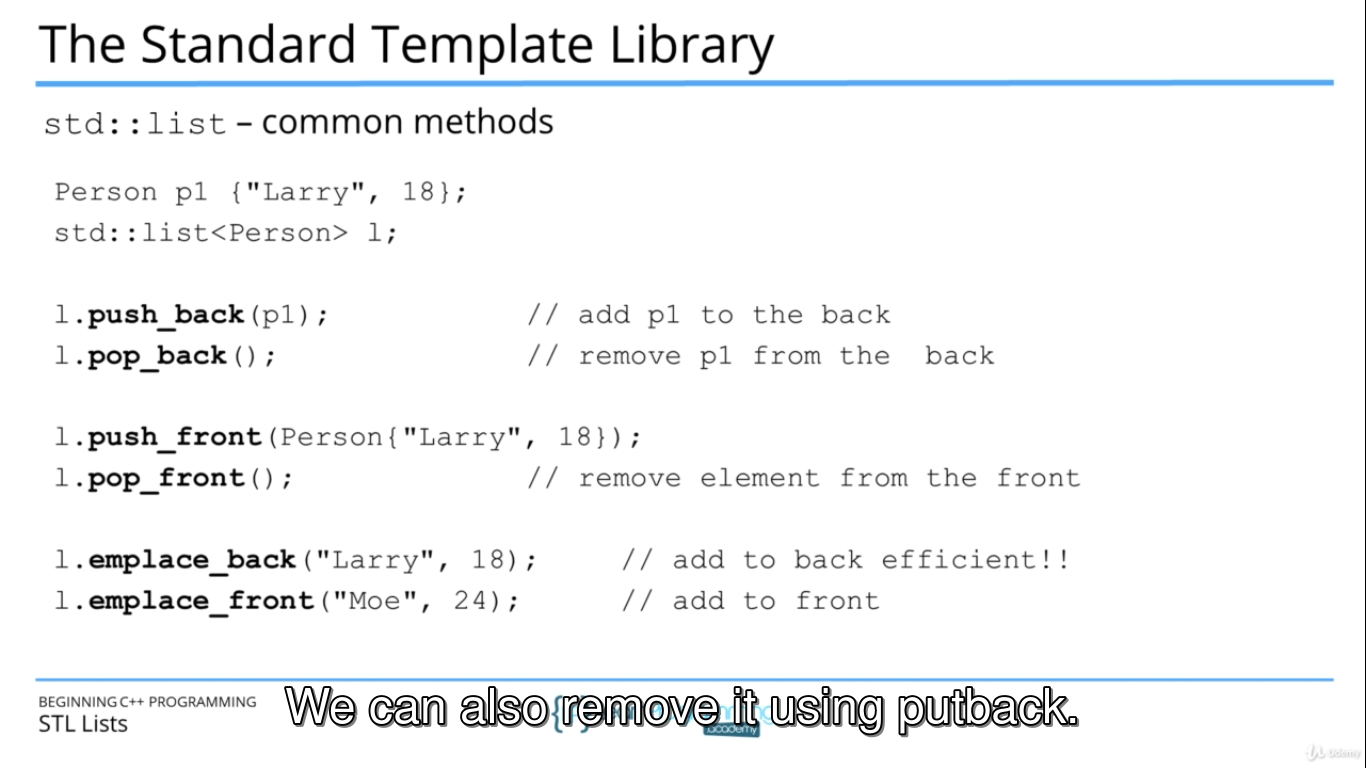 The Standard Template Library
std::list – common methods
Person p1 {"Larry", 18};
std::list<Person> l;
l.push_back(p1); // add p1 to the back
l.pop_back(); // remove p1 from the  back
l.push_front(Person{"Larry", 18});
l.pop_front(); // remove element from the front
l.emplace_back("Larry", 18); // add to back efficient!!
l.emplace_front("Moe", 24); // add to front
BEGINNING C++ PROGRAMMING
STL Lists
We can also remove it using putback.
academy
Udemy